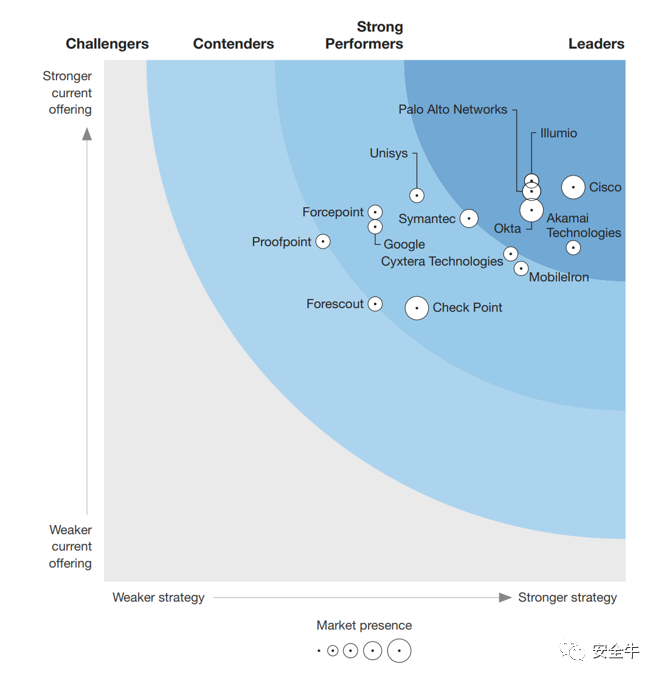 Challengers
Contenders
Strong
Performers
Leaders
Stronger
current
offering
Palo Alto Networks
Illumio
Unisys
Cisco
Forcepoint
Symantec
Akamai
Technologies
Okta
Proofpoint
Google
Cyxtera Technologies
MobileIron
Forescout
Check Point
Weaker
current
offering
Weaker strategy
Stronger strategy
Market presence
安全牛